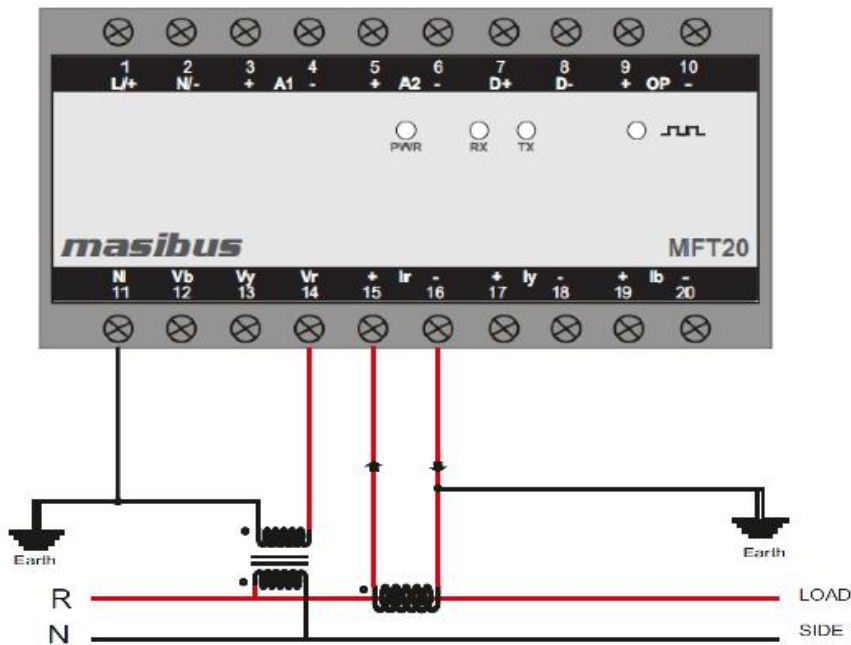 1 2 3 4 5 6 7 8 9 10
L/+ N/- + A1 - + A2 - D+ D- + OP -
PWR RX TX
masibus MFT20
N Vb Vy Vr + Ir - + Iy - + Ib -
11 12 13 14 15 16 17 18 19 20
Earth Earth
R LOAD
N SIDE